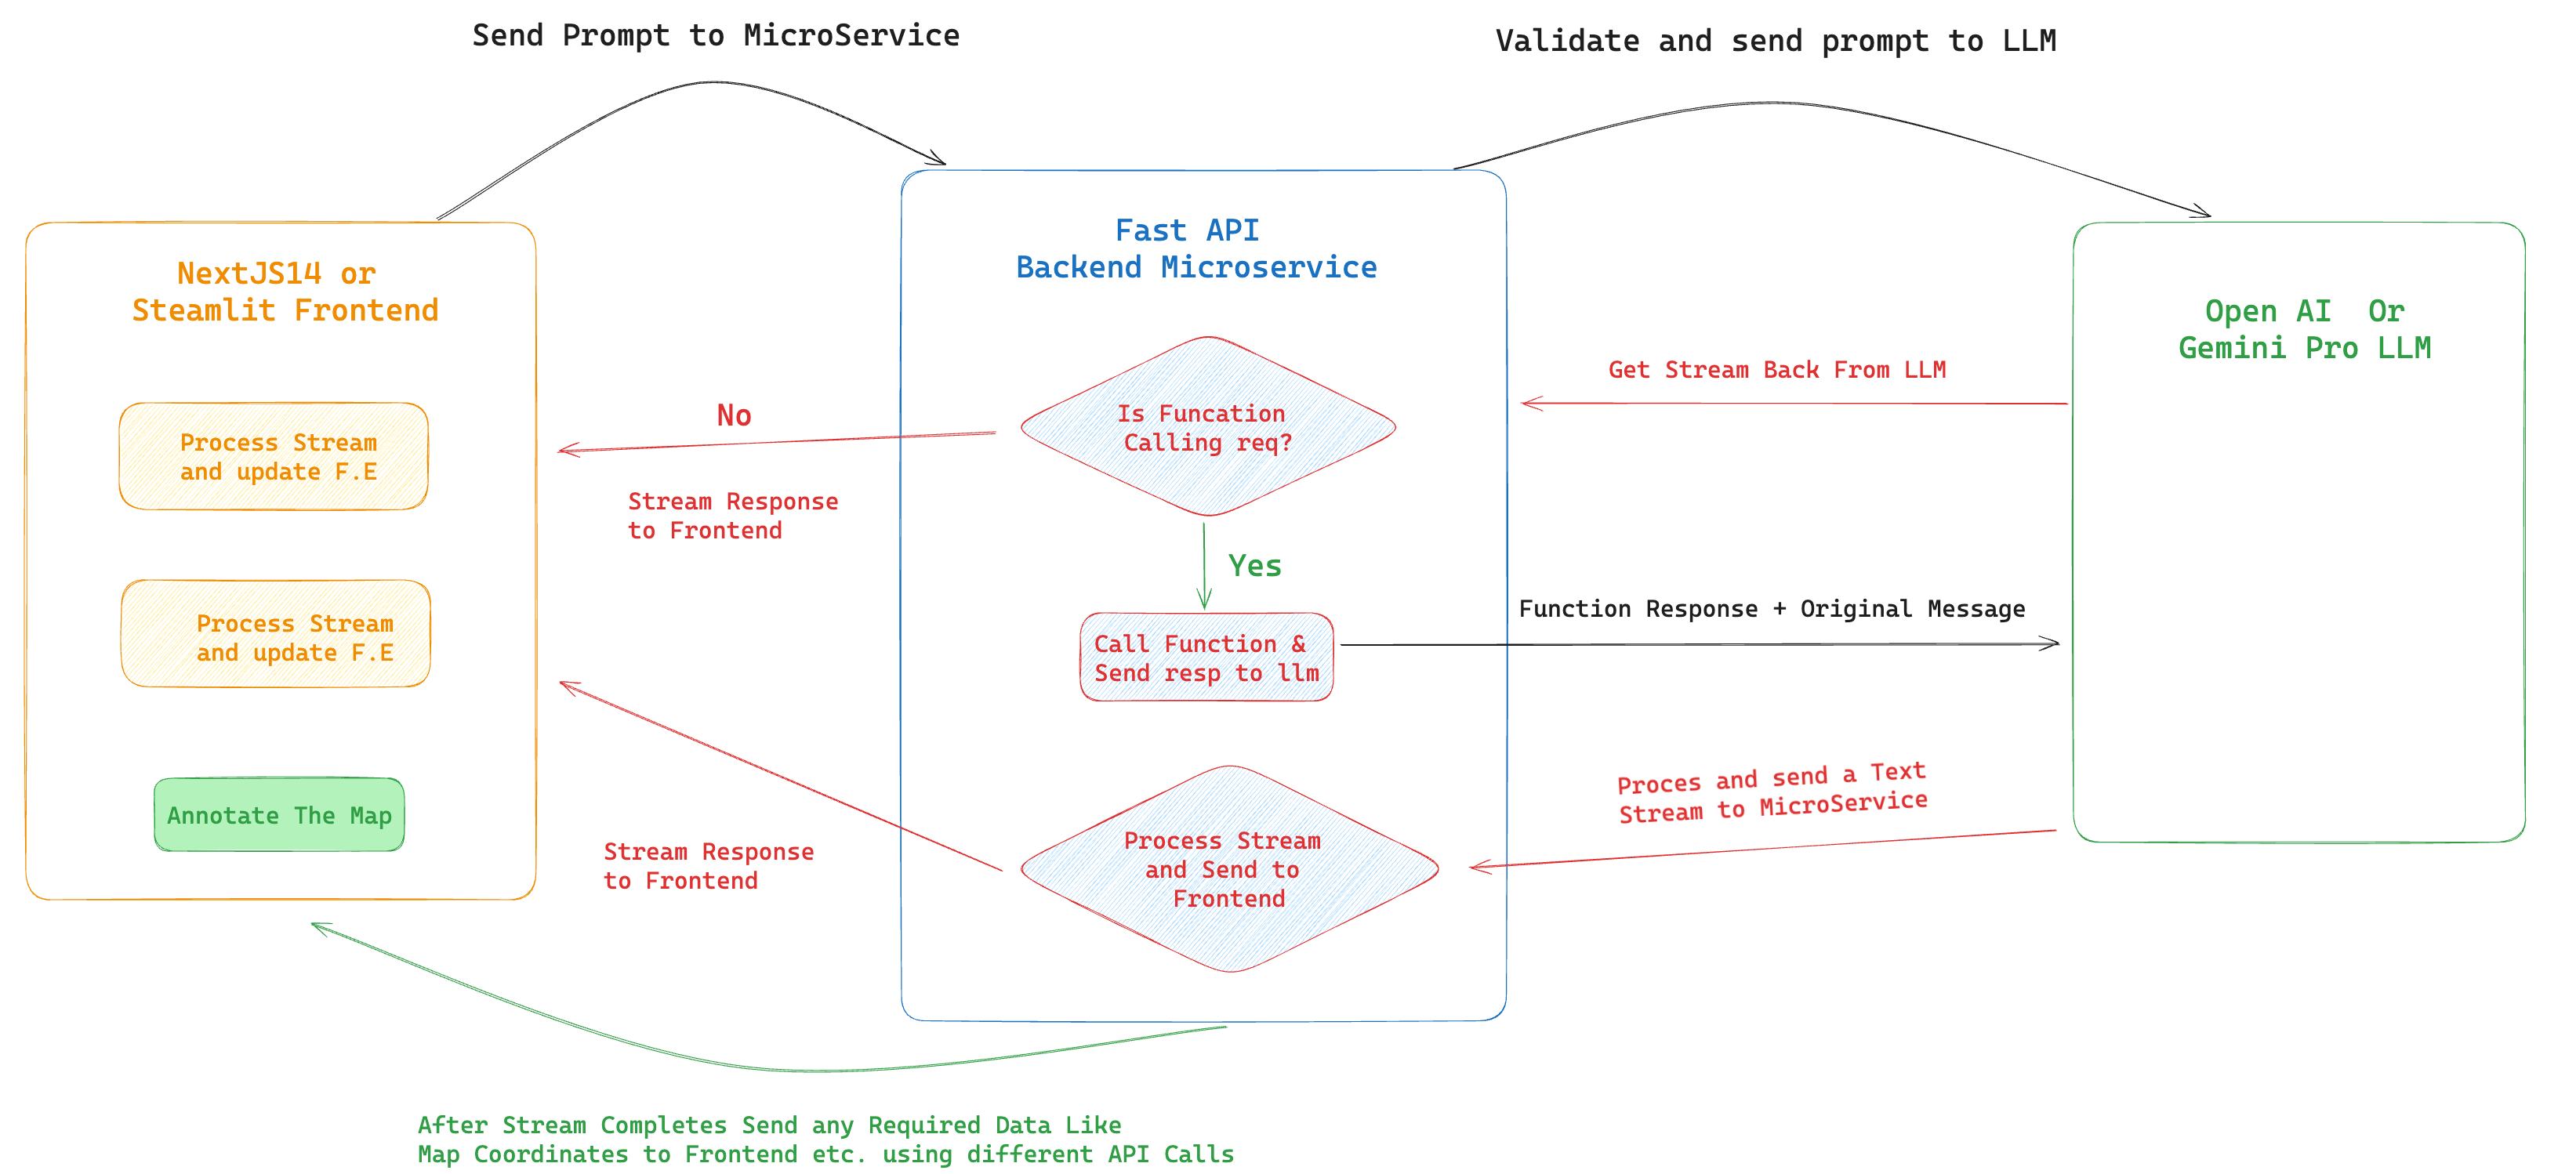 Send Prompt to MicroService
Validate and send prompt to LLM
NextJS14 or
Steamlit Frontend
Process Stream
and update F.E
Process Stream
and update F.E
Annotate The Map
No
Stream Response
to Frontend
Stream Response
to Frontend
Fast API
Backend Microservice
Is Funcation
Calling req?
Yes
Call Function &
Send resp to llm
Process Stream
and Send to
Frontend
Get Stream Back From LLM
Function Response + Original Message
Proces and send a Text
Stream to MicroService
Open AI  Or
Gemini Pro LLM
After Stream Completes Send any Required Data Like
Map Coordinates to Frontend etc. using different API Calls